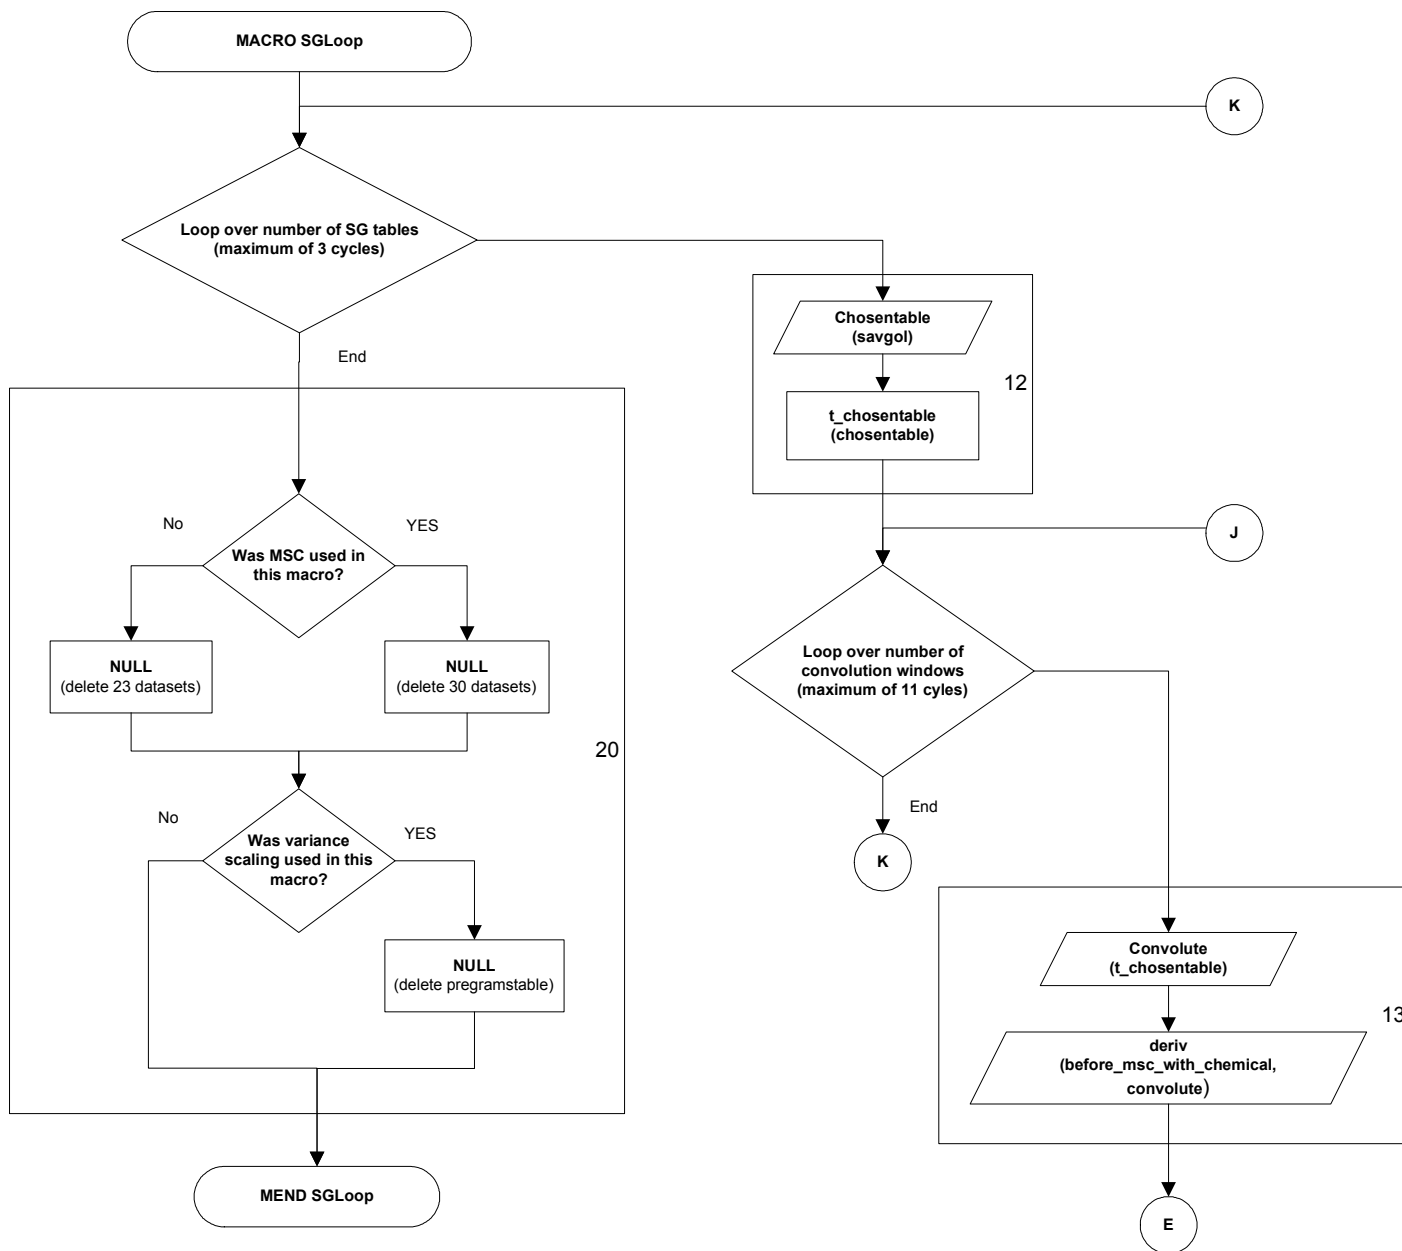 MACRO SGLoop
K
Loop over number of SG tables
(maximum of 3 cycles)
End
Chosentable
(savgol)
t_chosentable
(chosentable)
12
J
No
YES
Was MSC used in
this macro?
NULL
(delete 23 datasets)
NULL
(delete 30 datasets)
20
No
YES
Was variance
scaling used in this
macro?
NULL
(delete pregramstable)
MEND SGLoop
Loop over number of
convolution windows
(maximum of 11 cyles)
End
K
Convolute
(t_chosentable)
13
deriv
(before_msc_with_chemical,
convolute)
E